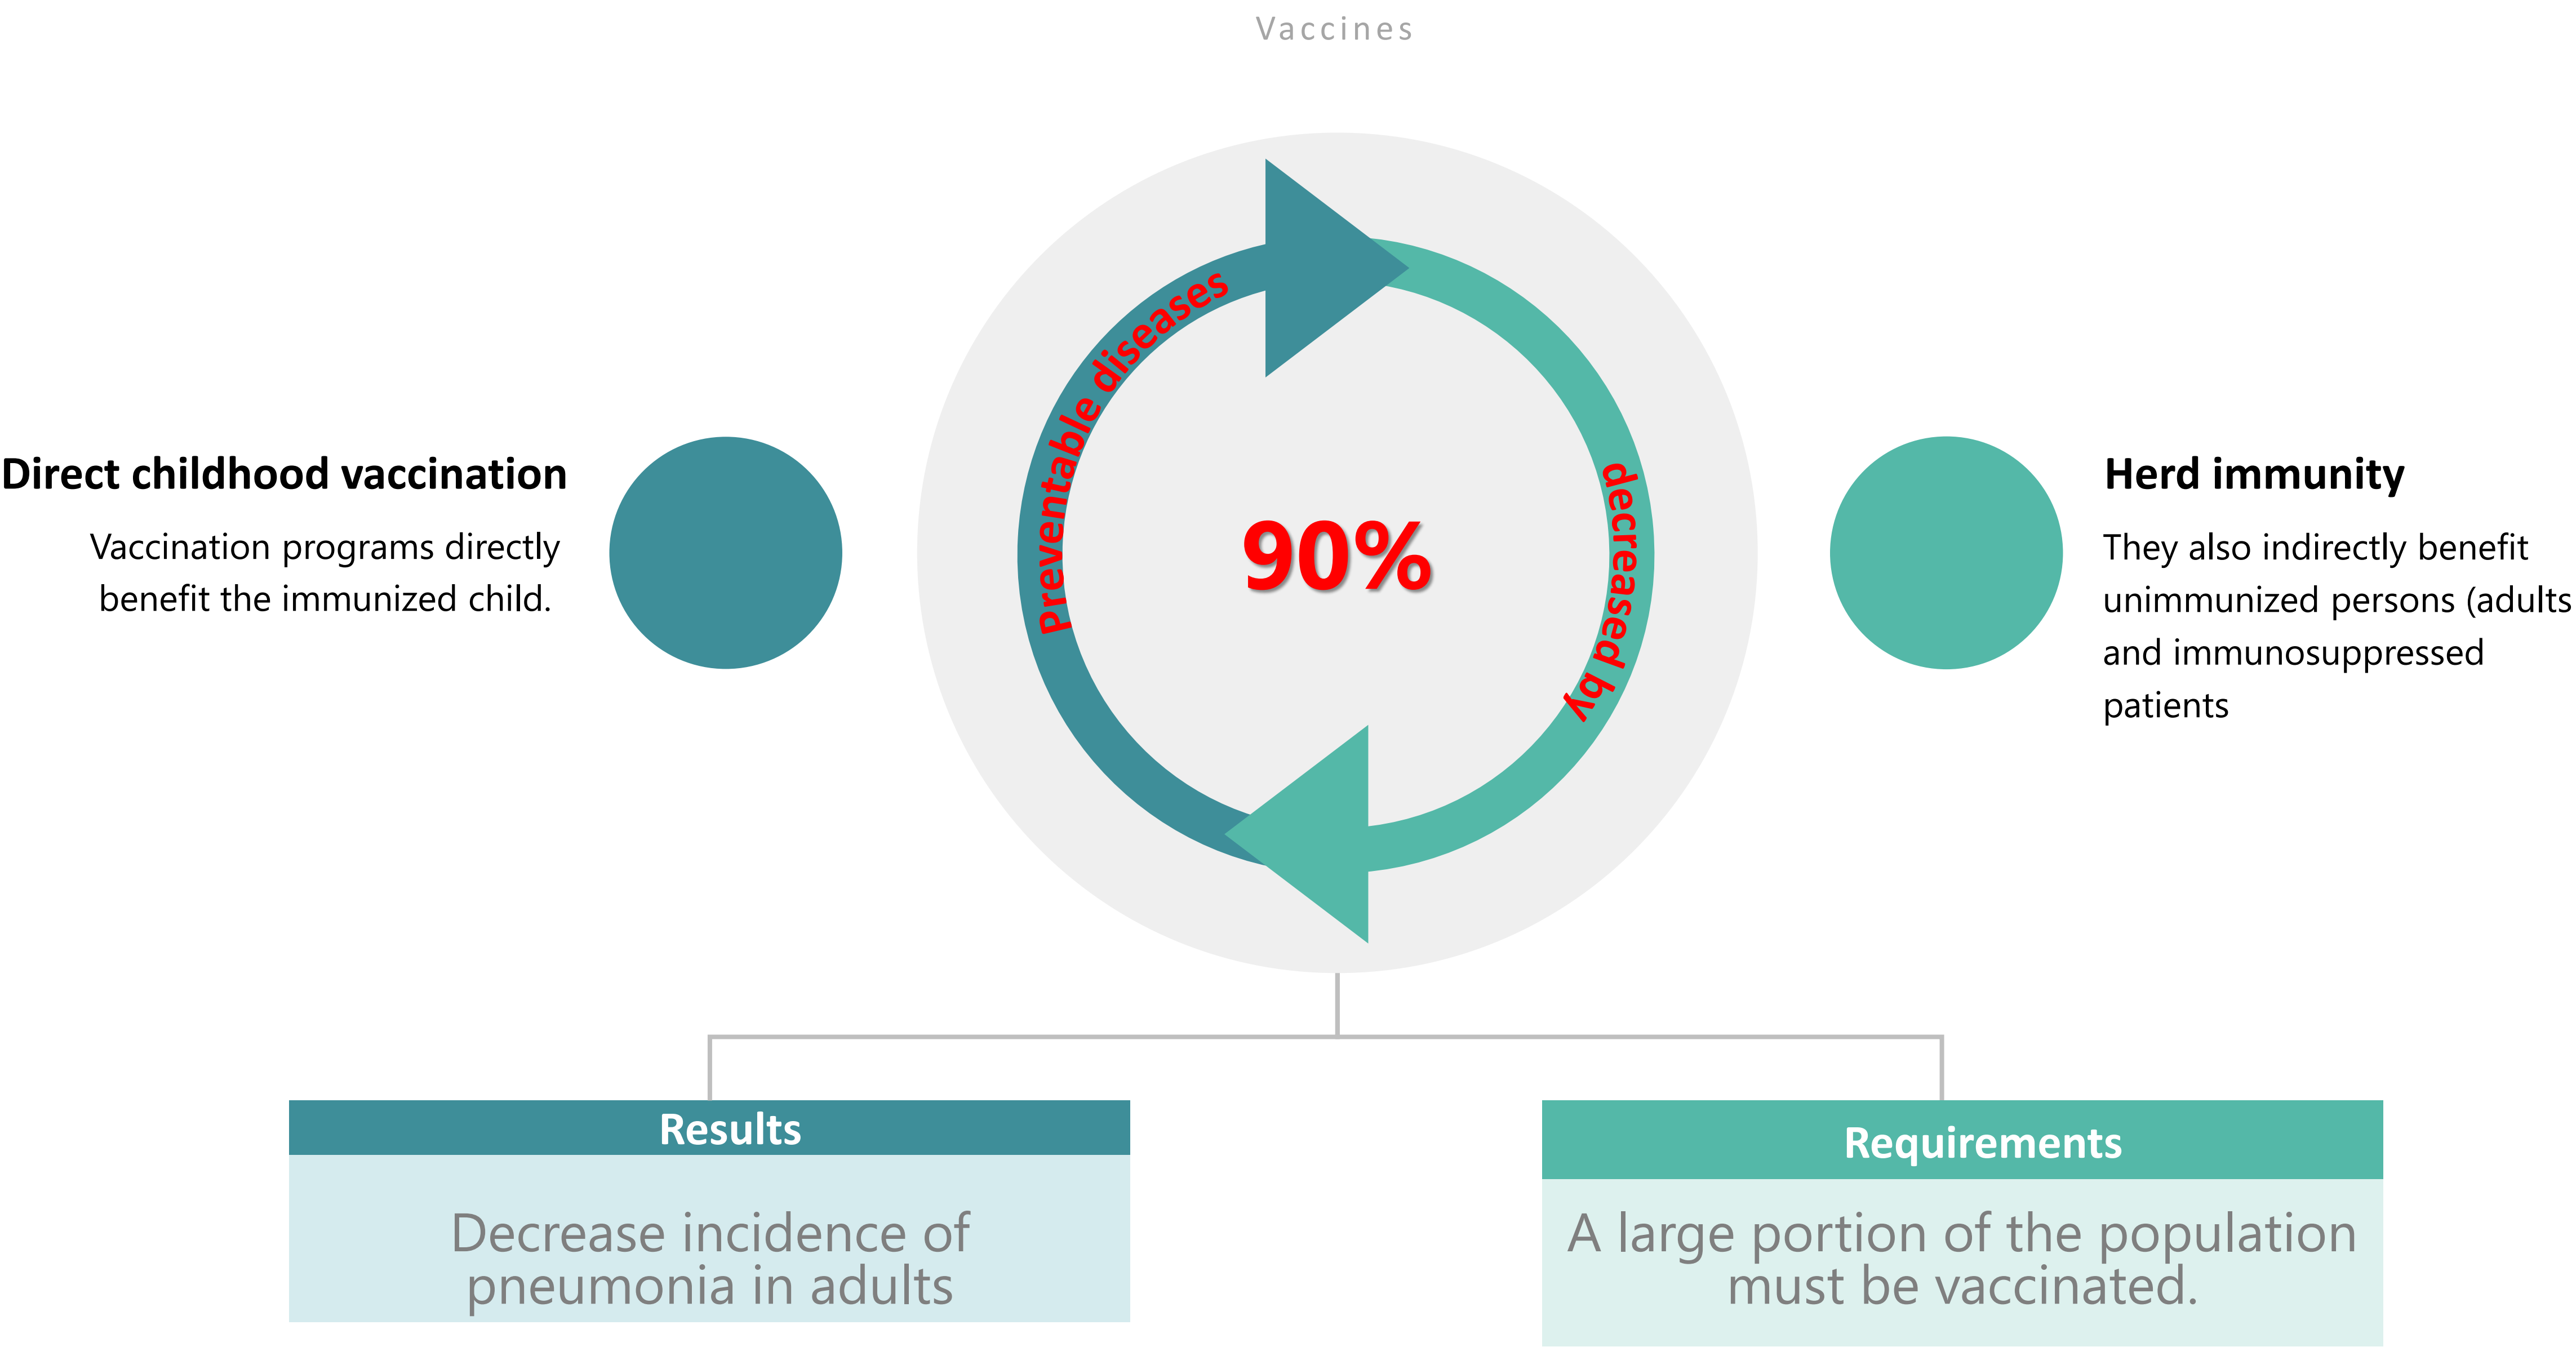 Vaccines
Preventable diseases
decreased by
90%
Direct childhood vaccination
Vaccination programs directly
benefit the immunized child.
Herd immunity
They also indirectly benefit
unimmunized persons (adults
and immunosuppressed
patients
Results
Decrease incidence of
pneumonia in adults
Requirements
A large portion of the population
must be vaccinated.